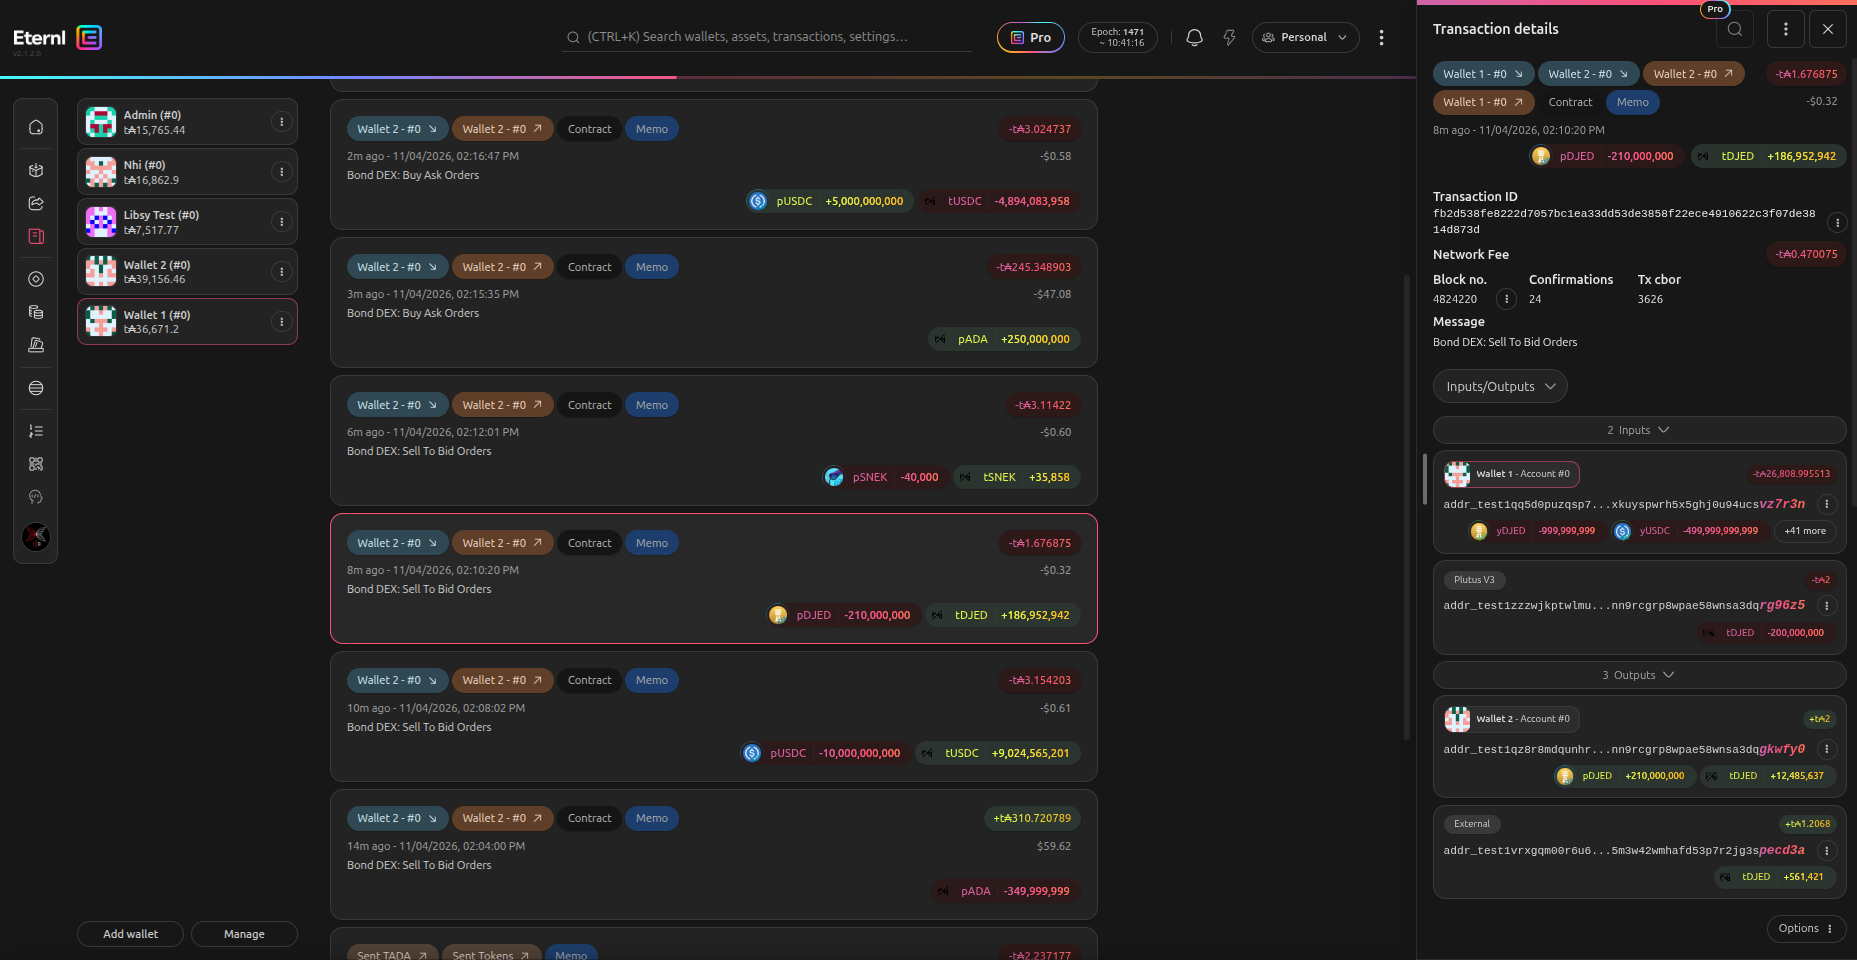 Eternl
v2.1.2.0
(CTRL+K) Search wallets, assets, transactions, settings...
Pro
Epoch: 1471
~ 10:41:16
Personal
Admin (#0)
t₳15,765.44
Nhi (#0)
t₳16,862.9
Libsy Test (#0)
t₳7,517.77
Wallet 2 (#0)
t₳39,156.46
Wallet 1 (#0)
t₳36,671.2
Add wallet
Manage
Wallet 2 - #0 ↘ Wallet 2 - #0 ↗ Contract Memo -t₳3.024737
2m ago - 11/04/2026, 02:16:47 PM -$0.58
Bond DEX: Buy Ask Orders
pUSDC +5,000,000,000 tUSDC -4,894,083,958
Wallet 2 - #0 ↘ Wallet 2 - #0 ↗ Contract Memo -t₳245.348903
3m ago - 11/04/2026, 02:15:35 PM -$47.08
Bond DEX: Buy Ask Orders
pADA +250,000,000
Wallet 2 - #0 ↘ Wallet 2 - #0 ↗ Contract Memo -t₳3.11422
6m ago - 11/04/2026, 02:12:01 PM -$0.60
Bond DEX: Sell To Bid Orders
pSNEK -40,000 tSNEK +35,858
Wallet 2 - #0 ↘ Wallet 2 - #0 ↗ Contract Memo -t₳1.676875
8m ago - 11/04/2026, 02:10:20 PM -$0.32
Bond DEX: Sell To Bid Orders
pDJED -210,000,000 tDJED +186,952,942
Wallet 2 - #0 ↘ Wallet 2 - #0 ↗ Contract Memo -t₳3.154203
10m ago - 11/04/2026, 02:08:02 PM -$0.61
Bond DEX: Sell To Bid Orders
pUSDC -10,000,000,000 tUSDC +9,024,565,201
Wallet 2 - #0 ↘ Wallet 2 - #0 ↗ Contract Memo +t₳310.720789
14m ago - 11/04/2026, 02:04:00 PM $59.62
Bond DEX: Sell To Bid Orders
pADA -349,999,999
Sent TADA ↗ Sent Tokens ↗ Memo -t₳2.237177
Pro
Transaction details
Wallet 1 - #0 ↘ Wallet 2 - #0 ↘ Wallet 2 - #0 ↗ -t₳1.676875
Wallet 1 - #0 ↗ Contract Memo -$0.32
8m ago - 11/04/2026, 02:10:20 PM
pDJED -210,000,000 tDJED +186,952,942
Transaction ID
fb2d538fe8222d7057bc1ea33dd53de3858f22ece4910622c3f07de38
14d873d
Network Fee -t₳0.470075
Block no. Confirmations Tx cbor
4824220 24 3626
Message
Bond DEX: Sell To Bid Orders
Inputs/Outputs
2 Inputs
Wallet 1 - Account #0 -t₳26,808.995513
addr_test1qq5d0puzqsp7...xkuyspwrh5x5ghj0u94ucsvz7r3n
yDJED -999,999,999 yUSDC -499,999,999,999 +41 more
Plutus V3 -t₳2
addr_test1zzzwjkptwlmu...nn9rcgrp8wpae58wnsa3dqrg96z5
tDJED -200,000,000
3 Outputs
Wallet 2 - Account #0 +t₳2
addr_test1qz8r8mdqunhr...nn9rcgrp8wpae58wnsa3dqgkwfy0
pDJED +210,000,000 tDJED +12,485,637
External +t₳1.2068
addr_test1vrxgqm00r6u6...5m3w42wmhafd53p7r2jg3specd3a
tDJED +561,421
Options